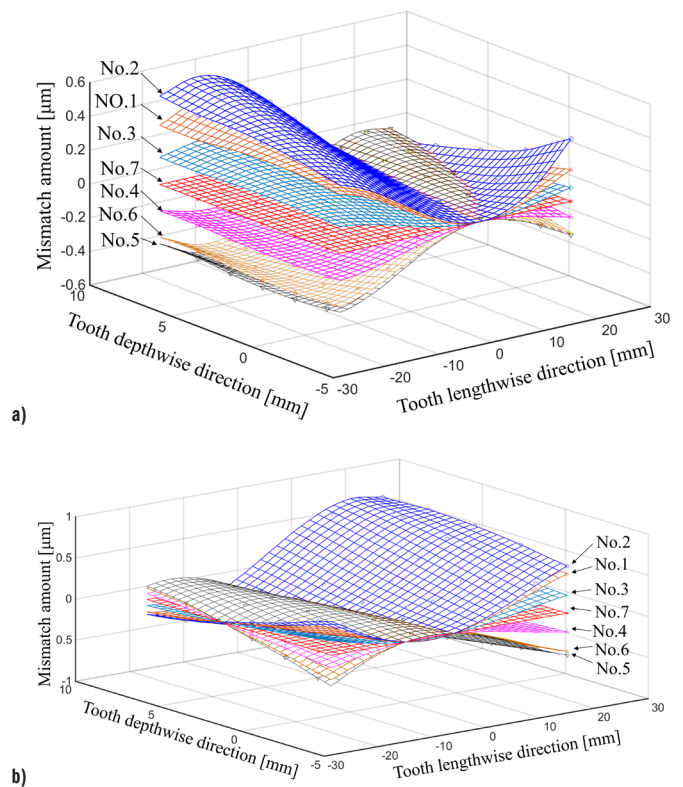 No.2
NO.1
No.3
No.7
No.4
No.6
No.5
Mismatch amount [µm]
0.6
0.4
0.2
0
-0.2
-0.4
-0.6
10
5
0
-5
Tooth depthwise direction [mm]
-30
-20
-10
0
10
20
30
Tooth lengthwise direction [mm]
a)
Mismatch amount [µm]
1
0.5
0
0.5
-1
10
5
0
-5
Tooth depthwise direction [mm]
-30
-20
-10
0
10
20
30
Tooth lengthwise direction [mm]
No.2
No.1
No.3
No.7
No.4
No.6
No.5
b)